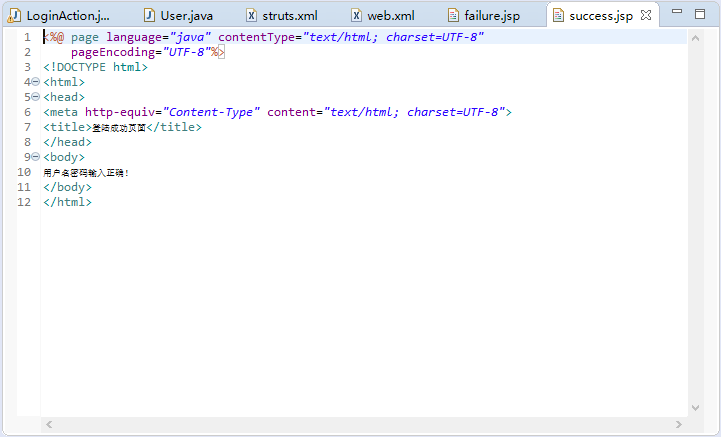 LoginAction.j... User.java struts.xml web.xml failure.jsp success.jsp
1 <%@ page language="java" contentType="text/html; charset=UTF-8"
2 pageEncoding="UTF-8"%>
3 <!DOCTYPE html>
4 <html>
5 <head>
6 <meta http-equiv="Content-Type" content="text/html; charset=UTF-8">
7 <title>登陆成功页面</title>
8 </head>
9 <body>
10 用户名密码输入正确！
11 </body>
12 </html>